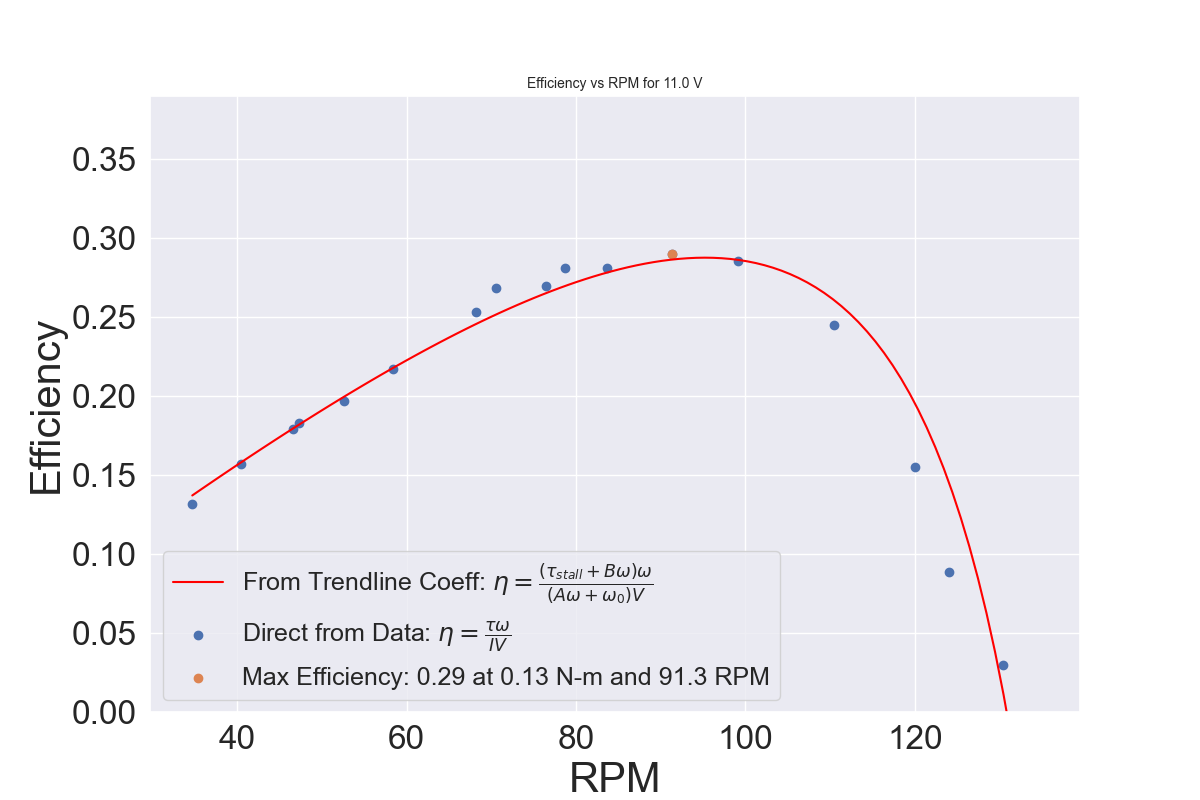 Efficiency vs RPM for 11.0 V
Efficiency
0.35
0.30
0.25
0.20
0.15
0.10
0.05
0.00
From Trendline Coeff: η = (τ_stall + Bω)ω / (Aω + ω₀)V
Direct from Data: η = τω / IV
Max Efficiency: 0.29 at 0.13 N-m and 91.3 RPM
40 60 80 100 120
RPM